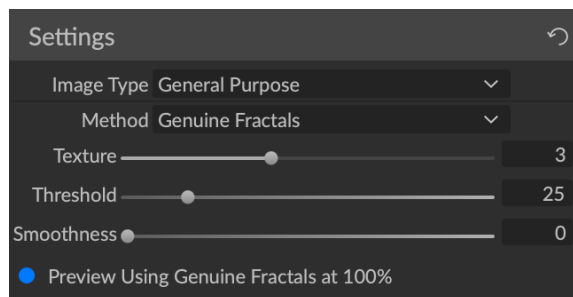 Settings
Image Type General Purpose
Method Genuine Fractals
Texture 3
Threshold 25
Smoothness 0
Preview Using Genuine Fractals at 100%